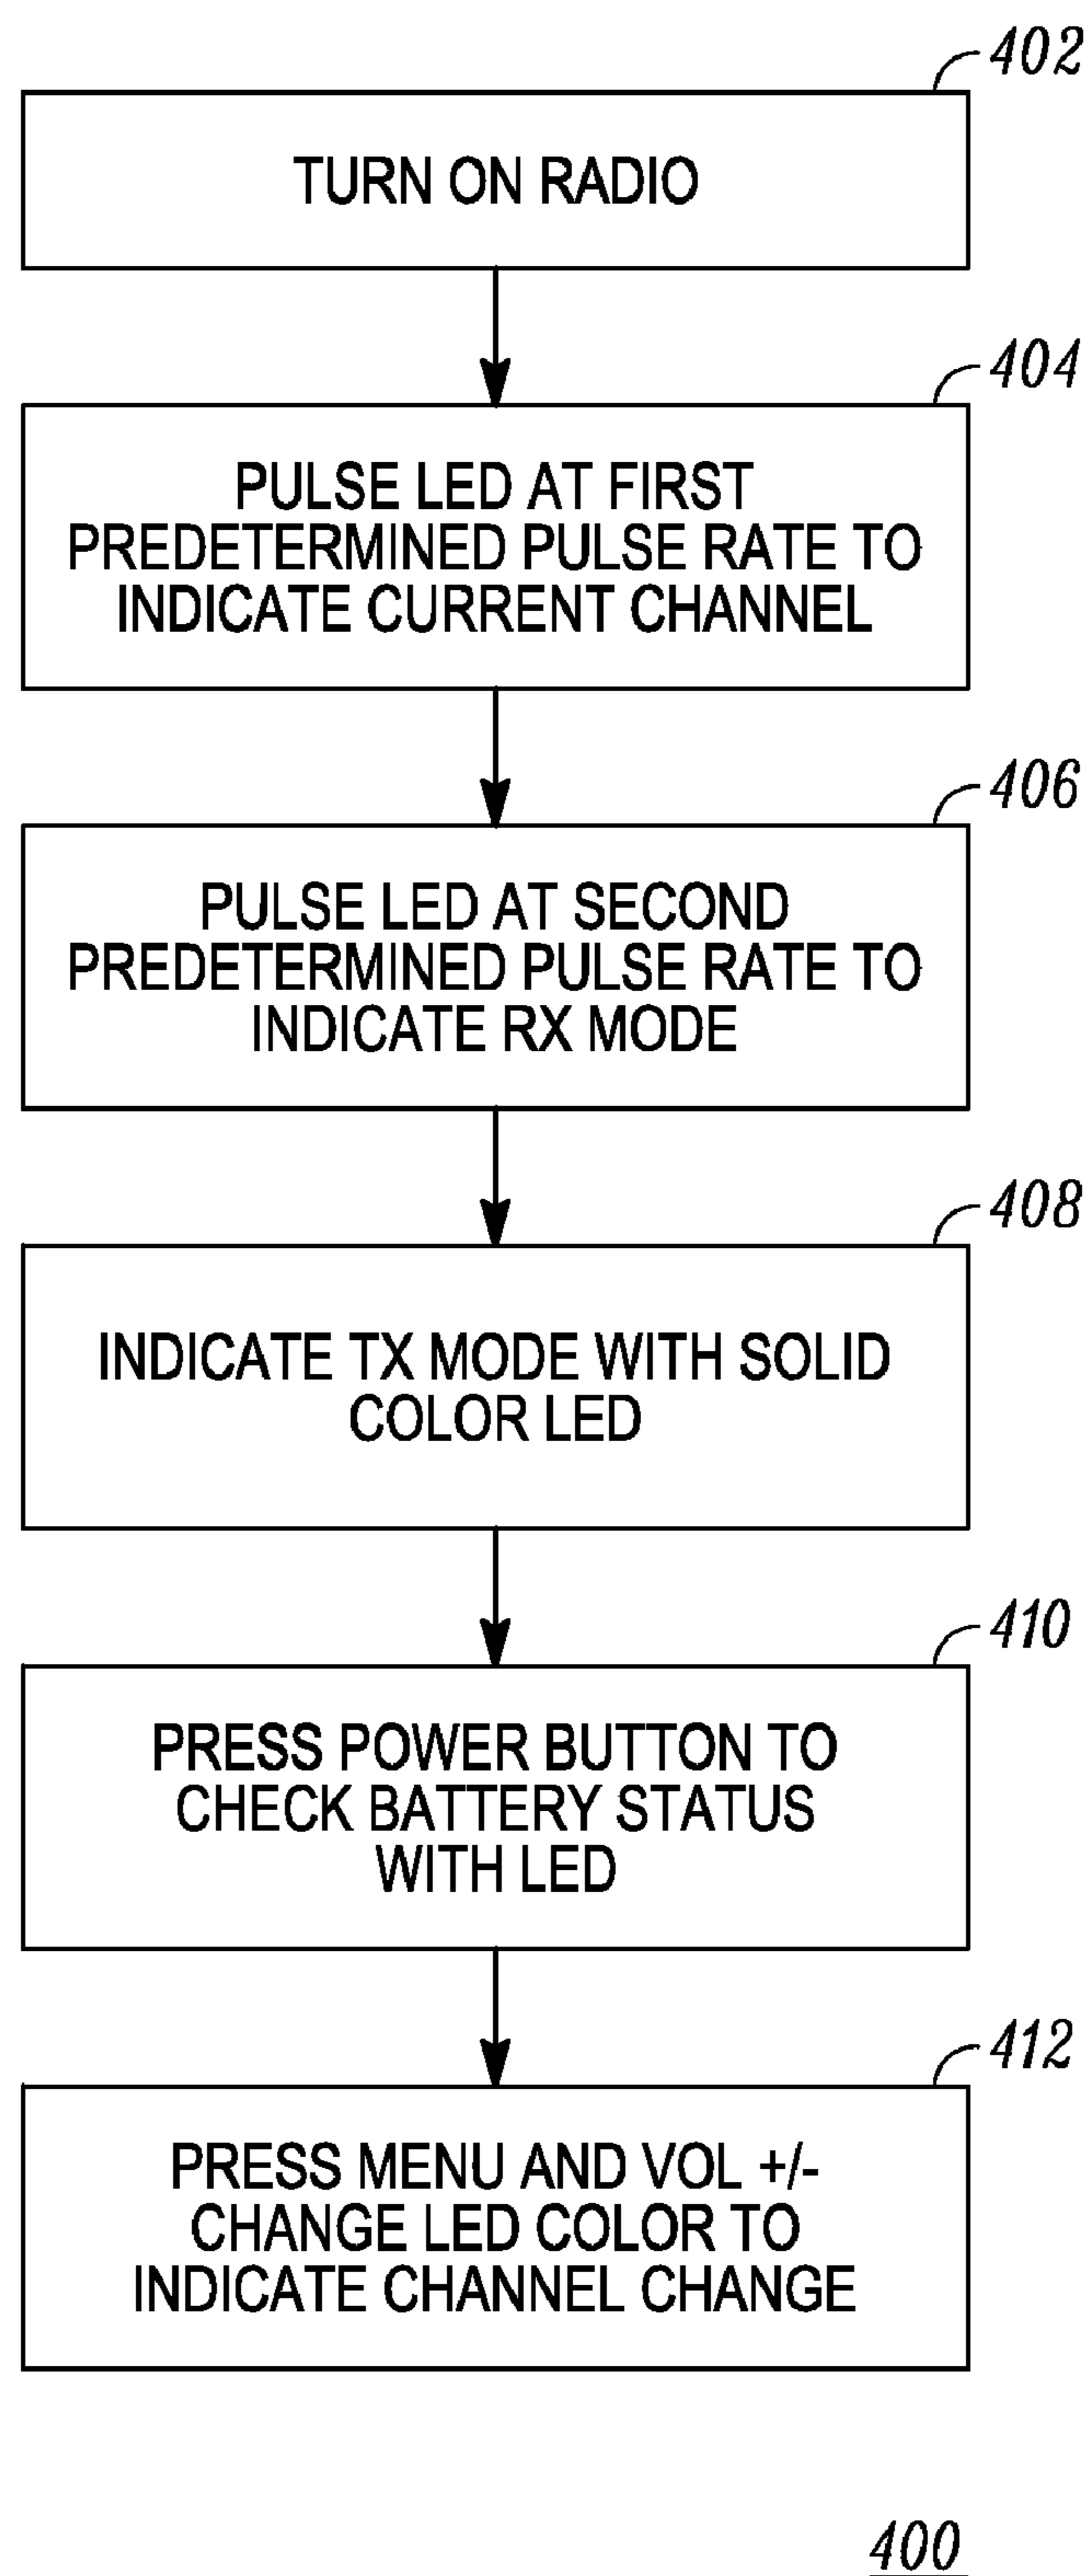 402
TURN ON RADIO
404
PULSE LED AT FIRST
PREDETERMINED PULSE RATE TO
INDICATE CURRENT CHANNEL
406
PULSE LED AT SECOND
PREDETERMINED PULSE RATE TO
INDICATE RX MODE
408
INDICATE TX MODE WITH SOLID
COLOR LED
410
PRESS POWER BUTTON TO
CHECK BATTERY STATUS
WITH LED
412
PRESS MENU AND VOL +/-
CHANGE LED COLOR TO
INDICATE CHANNEL CHANGE
400